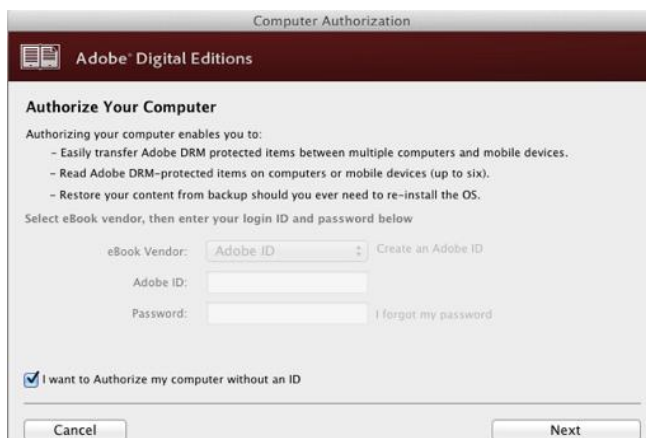 Computer Authorization
Adobe® Digital Editions
Authorize Your Computer
Authorizing your computer enables you to:
– Easily transfer Adobe DRM protected items between multiple computers and mobile devices.
– Read Adobe DRM-protected items on computers or mobile devices (up to six).
– Restore your content from backup should you ever need to re-install the OS.
Select eBook vendor, then enter your login ID and password below
eBook Vendor: Adobe ID Create an Adobe ID
Adobe ID:
Password: I forgot my password
I want to Authorize my computer without an ID
Cancel Next